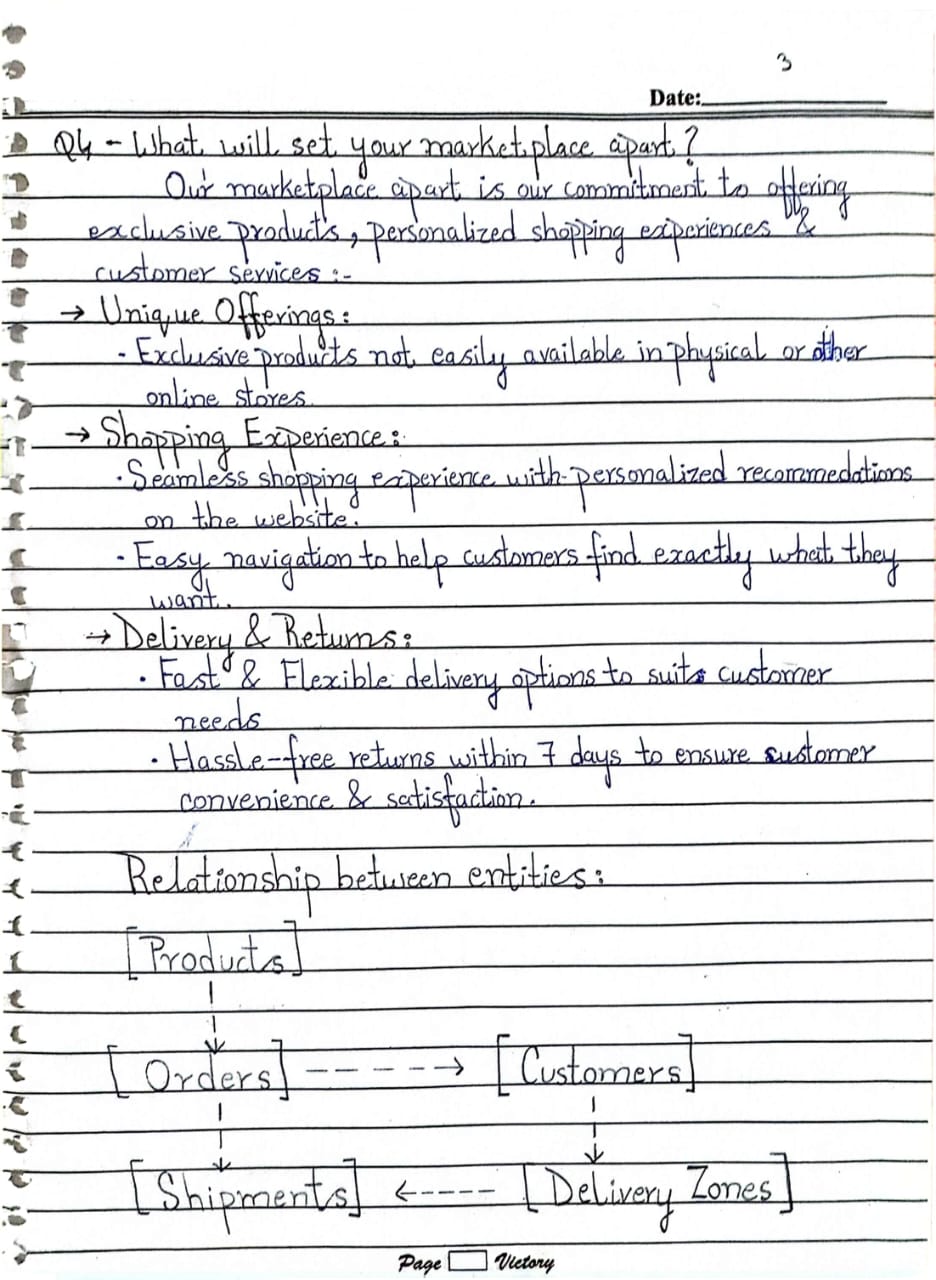 3
Date:
Q4 - What will set your marketplace apart?
Our marketplace apart is our commitment to offering
exclusive products, personalized shopping experiences &
customer services :-
→ Unique Offerings:
- Exclusive products not easily available in physical or other
online stores
→ Shopping Experience:
· Seamless shopping experience with personalized recommedations
on the website.
· Easy navigation to help customers find exactly what they
want.
→ Delivery & Returns:
· Fast & Flexible delivery options to suits customer
needs
· Hassle-free returns within 7 days to ensure customer
convenience & satisfaction.
Relationship between entities:
[Products]
[Orders] ----→ [Customers]
[Shipments] ←---- [Delivery Zones]
Page Victory